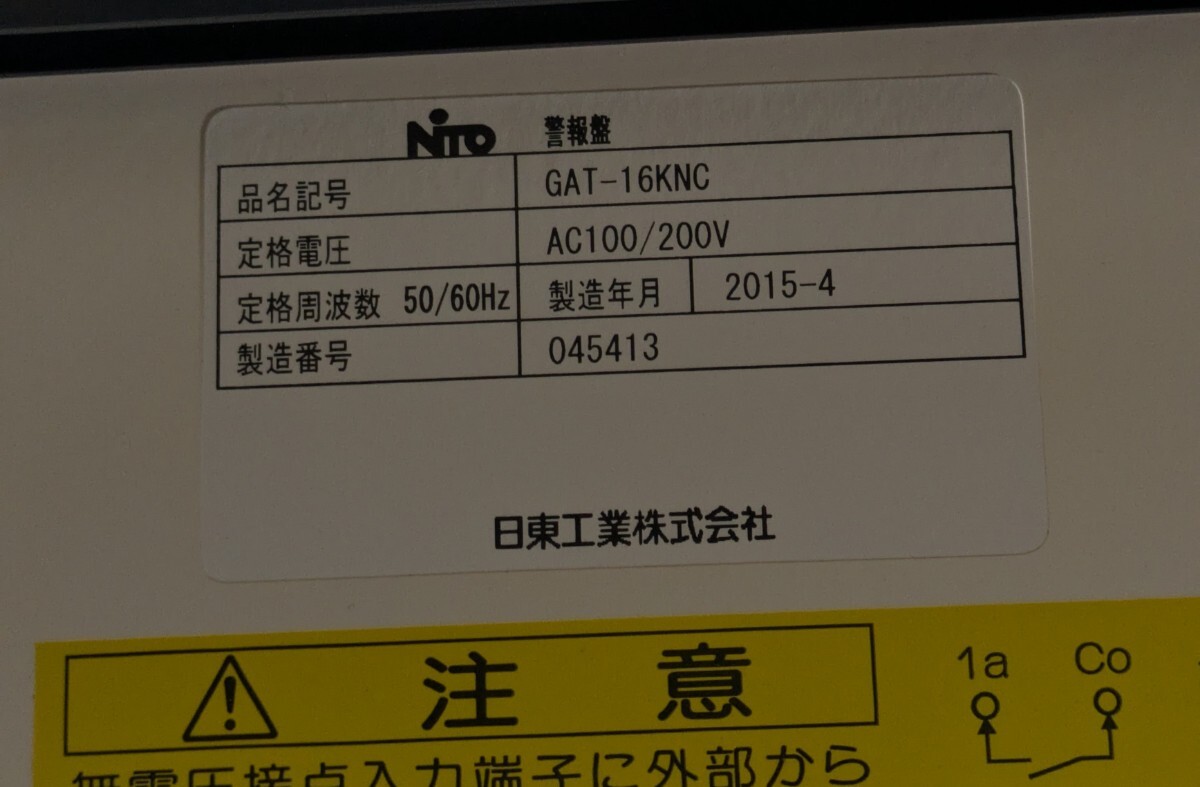 NITO 警報盤
品名記号 GAT-16KNC
定格電圧 AC100/200V
定格周波数 50/60Hz 製造年月 2015-4
製造番号 045413
日東工業株式会社
注意
1a Co
無電圧接点入力端子に外部から